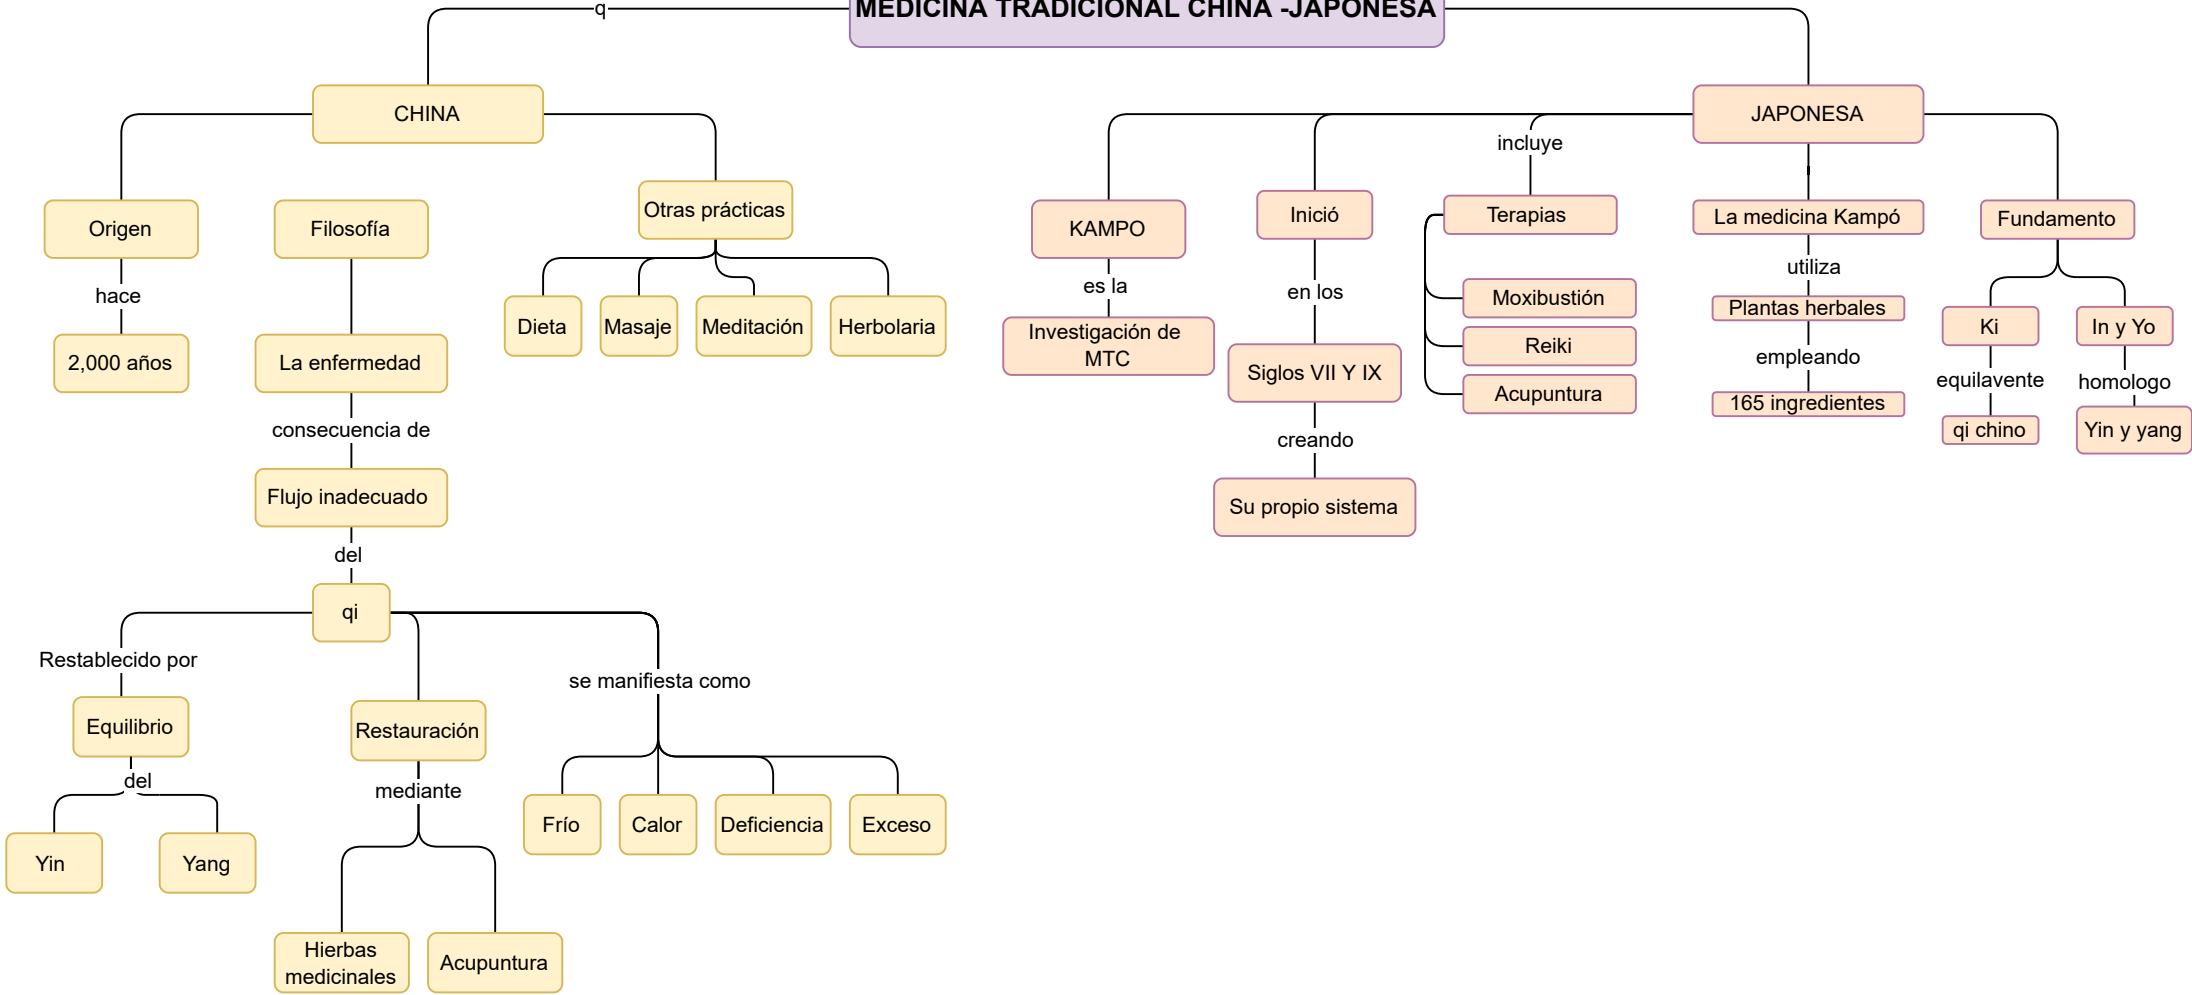 MEDICINA TRADICIONAL CHINA -JAPONESA
q
CHINA
JAPONESA
Origen
hace
2,000 años
Filosofía
La enfermedad
consecuencia de
Flujo inadecuado
del
qi
Otras prácticas
Dieta
Masaje
Meditación
Herbolaria
Restablecido por
Equilibrio
del
Yin
Yang
Restauración
mediante
Hierbas
medicinales
Acupuntura
se manifiesta como
Frío
Calor
Deficiencia
Exceso
KAMPO
es la
Investigación de
MTC
Inició
en los
Siglos VII Y IX
creando
Su propio sistema
incluye
Terapias
Moxibustión
Reiki
Acupuntura
La medicina Kampó
utiliza
Plantas herbales
empleando
165 ingredientes
Fundamento
Ki
equilavente
qi chino
In y Yo
homologo
Yin y yang